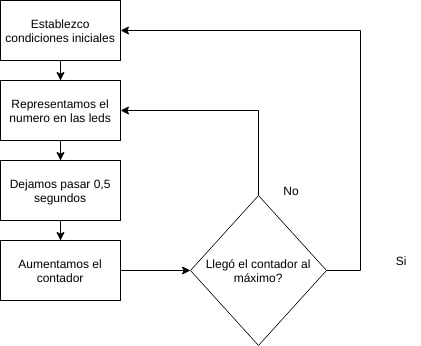 Establezco
condiciones iniciales
Representamos el
numero en las leds
Dejamos pasar 0,5
segundos
Aumentamos el
contador
Llegó el contador al
máximo?
No
Si